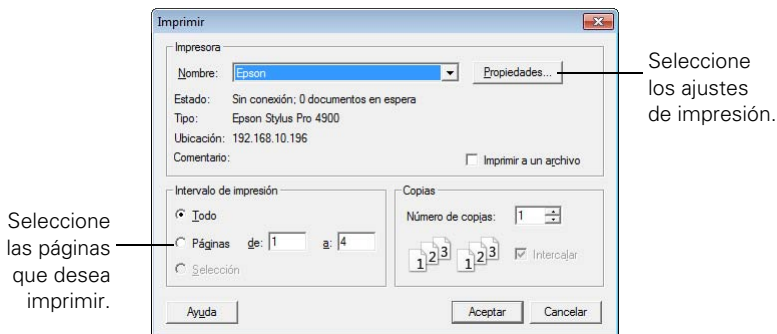 Imprimir
Impresora
Nombre:
Epson
Propiedades...
Estado: Sin conexión; 0 documentos en espera
Tipo: Epson Stylus Pro 4900
Ubicación: 192.168.10.196
Comentario:
Imprimir a un archivo
Seleccione
los ajustes
de impresión.
Intervalo de impresión
Todo
Páginas de: 1 a: 4
Selección
Copias
Número de copias: 1
1 2 3 1 2 3
Intercalar
Seleccione
las páginas
que desea
imprimir.
Ayuda
Aceptar
Cancelar